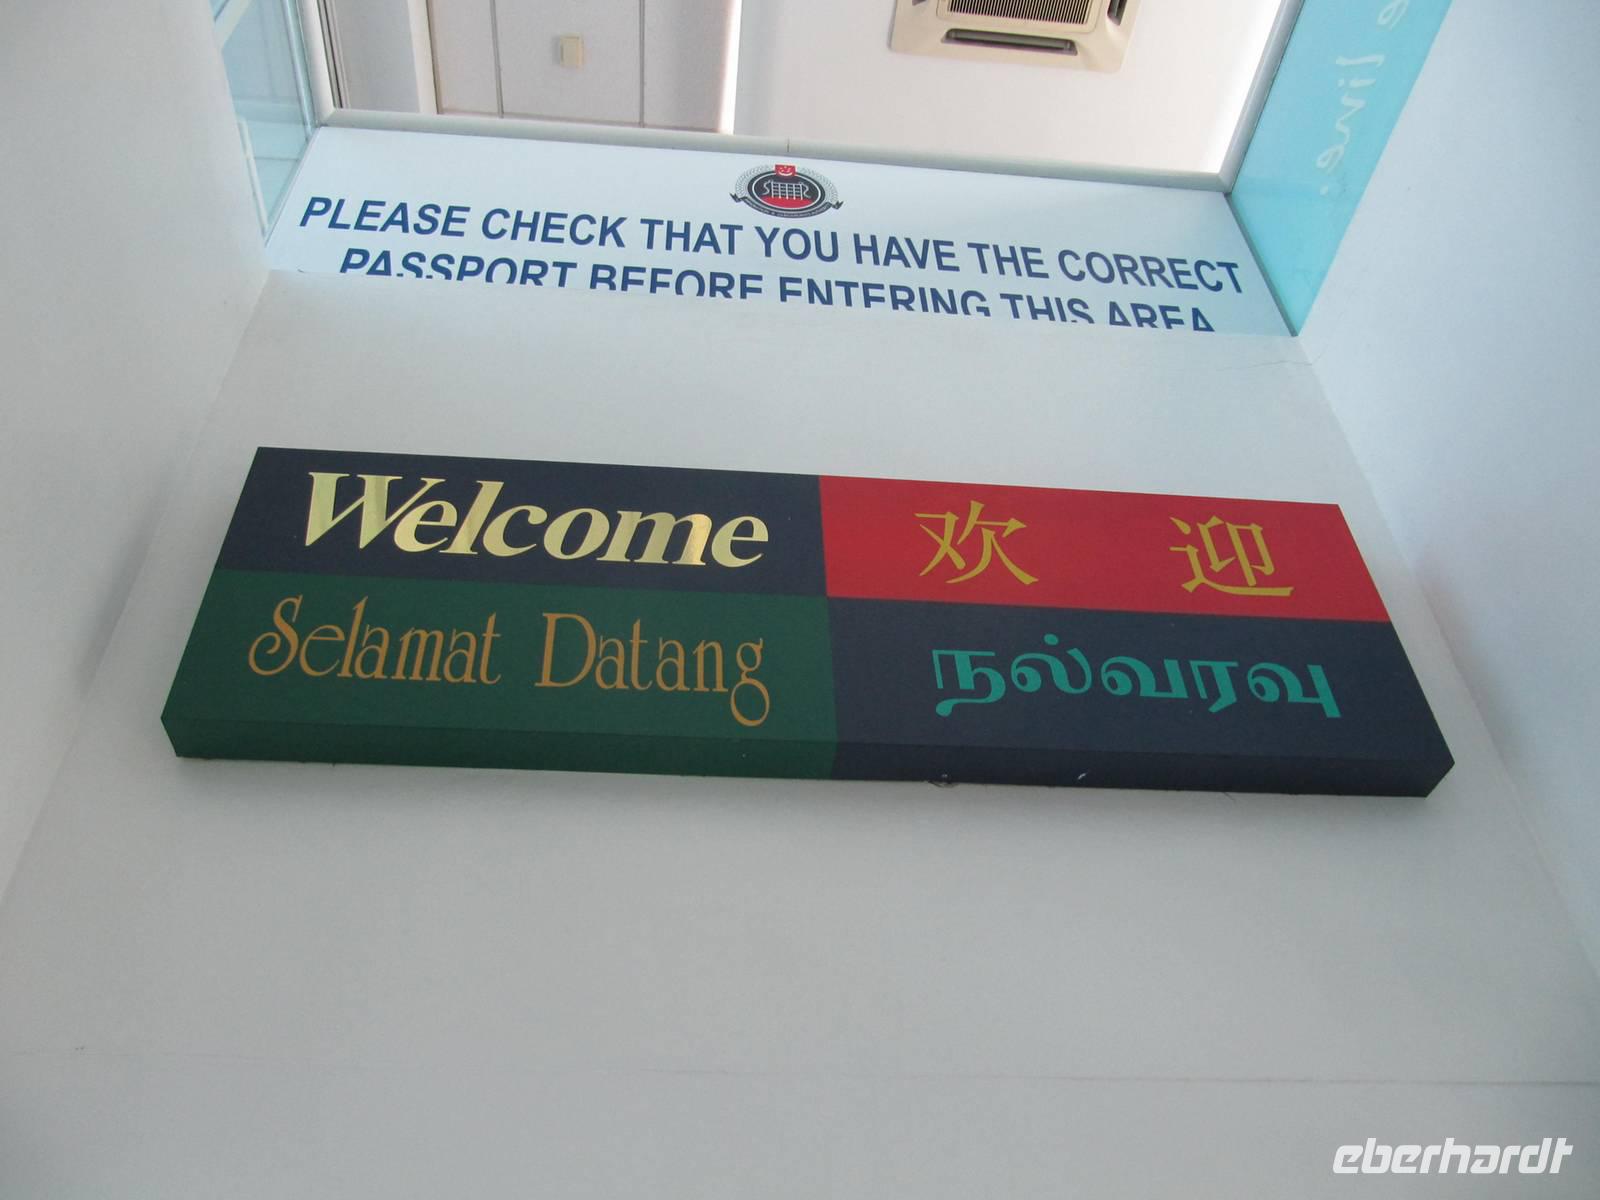 e live.
PLEASE CHECK THAT YOU HAVE THE CORRECT
PASSPORT BEFORE ENTERING THIS AREA
Welcome
欢 迎
Selamat Datang
நல்வரவு
eberhardt